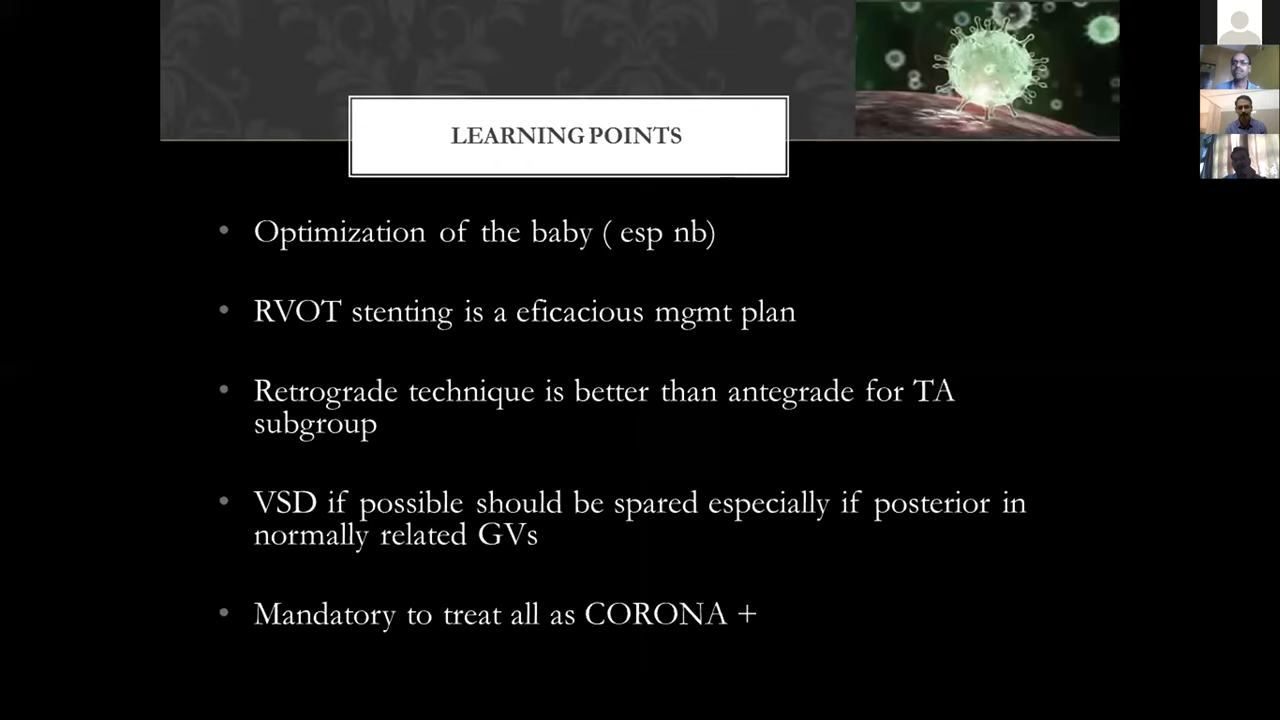 LEARNING POINTS
• Optimization of the baby ( esp nb)
• RVOT stenting is a eficacious mgmt plan
• Retrograde technique is better than antegrade for TA
subgroup
• VSD if possible should be spared especially if posterior in
normally related GVs
• Mandatory to treat all as CORONA +